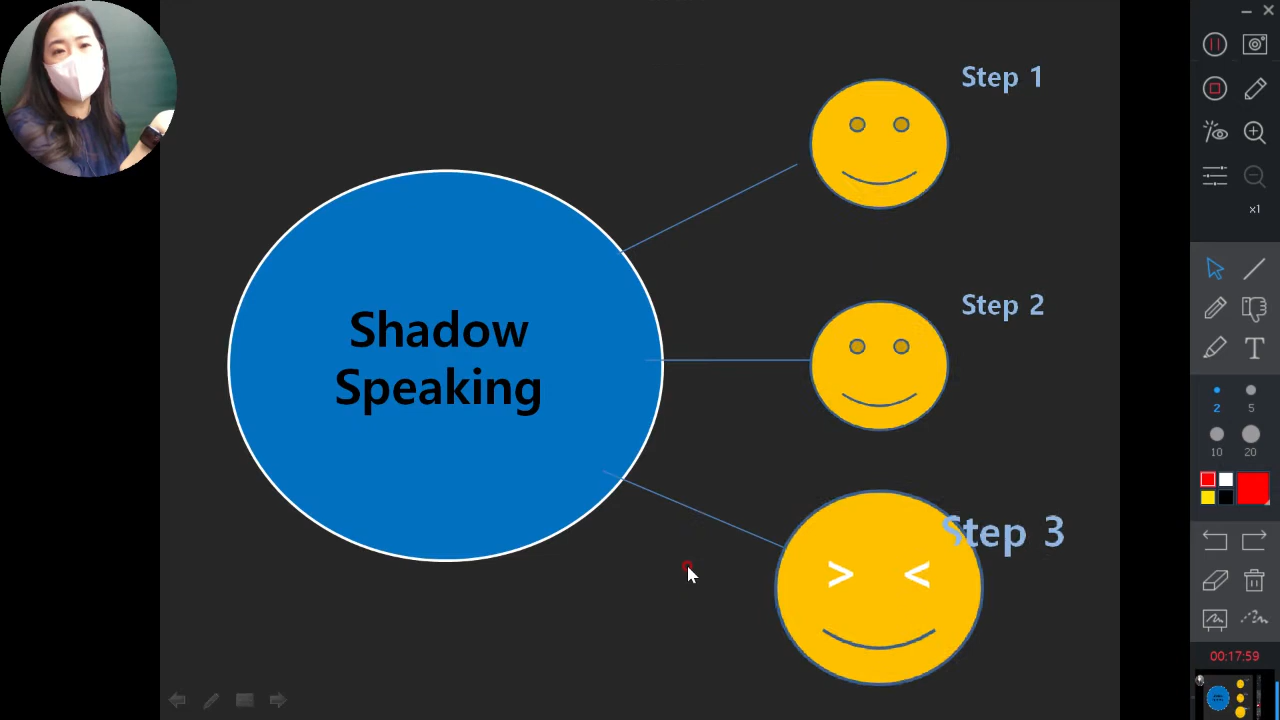 Step 1
Shadow
Speaking
Step 2
Step 3
> <
x1
2
5
10
20
00:17:59